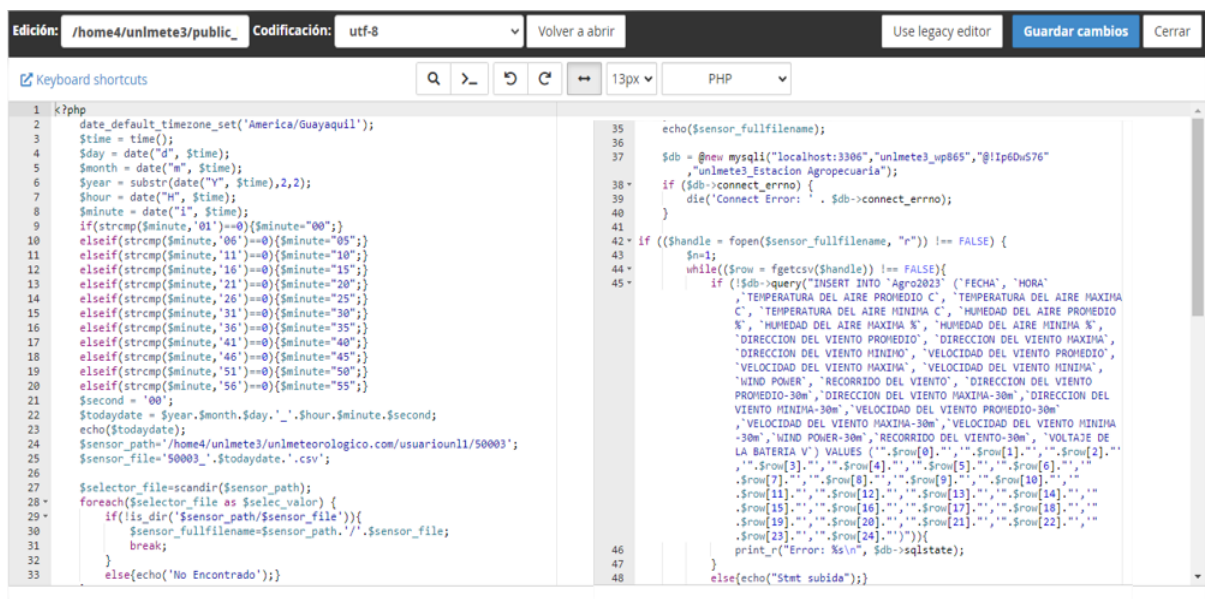 Edición: /home4/unlmete3/public_ Codificación: utf-8 Volver a abrir Use legacy editor Guardar cambios Cerrar
Keyboard shortcuts 13px PHP
1 <?php
2 date_default_timezone_set('America/Guayaquil');
3 $time = time();
4 $day = date("d", $time);
5 $month = date("m", $time);
6 $year = substr(date("Y", $time),2,2);
7 $hour = date("H", $time);
8 $minute = date("i", $time);
9 if(strcmp($minute,'01')==0){$minute="00";}
10 elseif(strcmp($minute,'06')==0){$minute="05";}
11 elseif(strcmp($minute,'11')==0){$minute="10";}
12 elseif(strcmp($minute,'16')==0){$minute="15";}
13 elseif(strcmp($minute,'21')==0){$minute="20";}
14 elseif(strcmp($minute,'26')==0){$minute="25";}
15 elseif(strcmp($minute,'31')==0){$minute="30";}
16 elseif(strcmp($minute,'36')==0){$minute="35";}
17 elseif(strcmp($minute,'41')==0){$minute="40";}
18 elseif(strcmp($minute,'46')==0){$minute="45";}
19 elseif(strcmp($minute,'51')==0){$minute="50";}
20 elseif(strcmp($minute,'56')==0){$minute="55";}
21 $second = '00';
22 $todaydate = $year.$month.$day.'_'.$hour.$minute.$second;
23 echo($todaydate);
24 $sensor_path='/home4/unlmete3/unlmeteorologico.com/usuariounl1/50003';
25 $sensor_file='50003_'.$todaydate.'.csv';
26
27 $selector_file=scandir($sensor_path);
28 foreach($selector_file as $selec_valor) {
29 if(!is_dir('$sensor_path/$sensor_file')){
30 $sensor_fullfilename=$sensor_path.'/'.$sensor_file;
31 break;
32 }
33 else{echo('No Encontrado');}
35 echo($sensor_fullfilename);
36
37 $db = @new mysqli("localhost:3306","unlmete3_wp865","@!Ip6DwS76"
,"unlmete3_Estacion Agropecuaria");
38 if ($db->connect_errno) {
39 die('Connect Error: ' . $db->connect_errno);
40 }
41
42 if (($handle = fopen($sensor_fullfilename, "r")) !== FALSE) {
43 $n=1;
44 while(($row = fgetcsv($handle)) !== FALSE){
45 if (!$db->query("INSERT INTO `Agro2023` (`FECHA`, `HORA`
,`TEMPERATURA DEL AIRE PROMEDIO C`, `TEMPERATURA DEL AIRE MAXIMA
C`, `TEMPERATURA DEL AIRE MINIMA C`, `HUMEDAD DEL AIRE PROMEDIO
%`, `HUMEDAD DEL AIRE MAXIMA %`, `HUMEDAD DEL AIRE MINIMA %`,
`DIRECCION DEL VIENTO PROMEDIO`, `DIRECCION DEL VIENTO MAXIMA`,
`DIRECCION DEL VIENTO MINIMO`, `VELOCIDAD DEL VIENTO PROMEDIO`,
`VELOCIDAD DEL VIENTO MAXIMA`, `VELOCIDAD DEL VIENTO MINIMA`,
`WIND POWER`, `RECORRIDO DEL VIENTO`, `DIRECCION DEL VIENTO
PROMEDIO-30m`,`DIRECCION DEL VIENTO MAXIMA-30m`,`DIRECCION DEL
VIENTO MINIMA-30m`,`VELOCIDAD DEL VIENTO PROMEDIO-30m`
,`VELOCIDAD DEL VIENTO MAXIMA-30m`,`VELOCIDAD DEL VIENTO MINIMA
-30m`,`WIND POWER-30m`,`RECORRIDO DEL VIENTO-30m`, `VOLTAJE DE
LA BATERIA V`) VALUES ('".$row[0]."','".$row[1]."','".$row[2]."'
,'".$row[3]."','".$row[4]."','".$row[5]."','".$row[6]."','"
.$row[7]."','".$row[8]."','".$row[9]."','".$row[10]."','"
.$row[11]."','".$row[12]."','".$row[13]."','".$row[14]."','"
.$row[15]."','".$row[16]."','".$row[17]."','".$row[18]."','"
.$row[19]."','".$row[20]."','".$row[21]."','".$row[22]."','"
.$row[23]."','".$row[24]."')")){
46 print_r("Error: %s\n", $db->sqlstate);
47 }
48 else{echo("Stmt subida");}